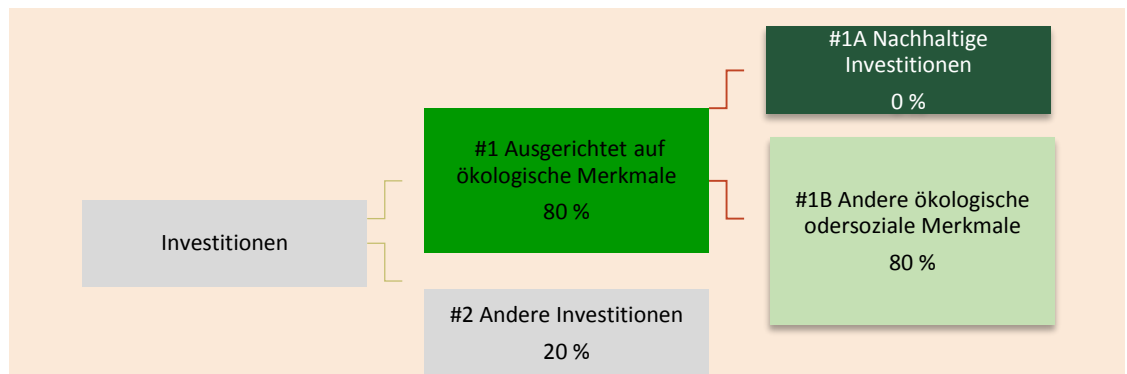 Investitionen
#1 Ausgerichtet auf
ökologische Merkmale
80 %
#2 Andere Investitionen
20 %
#1A Nachhaltige
Investitionen
0 %
#1B Andere ökologische
odersoziale Merkmale
80 %